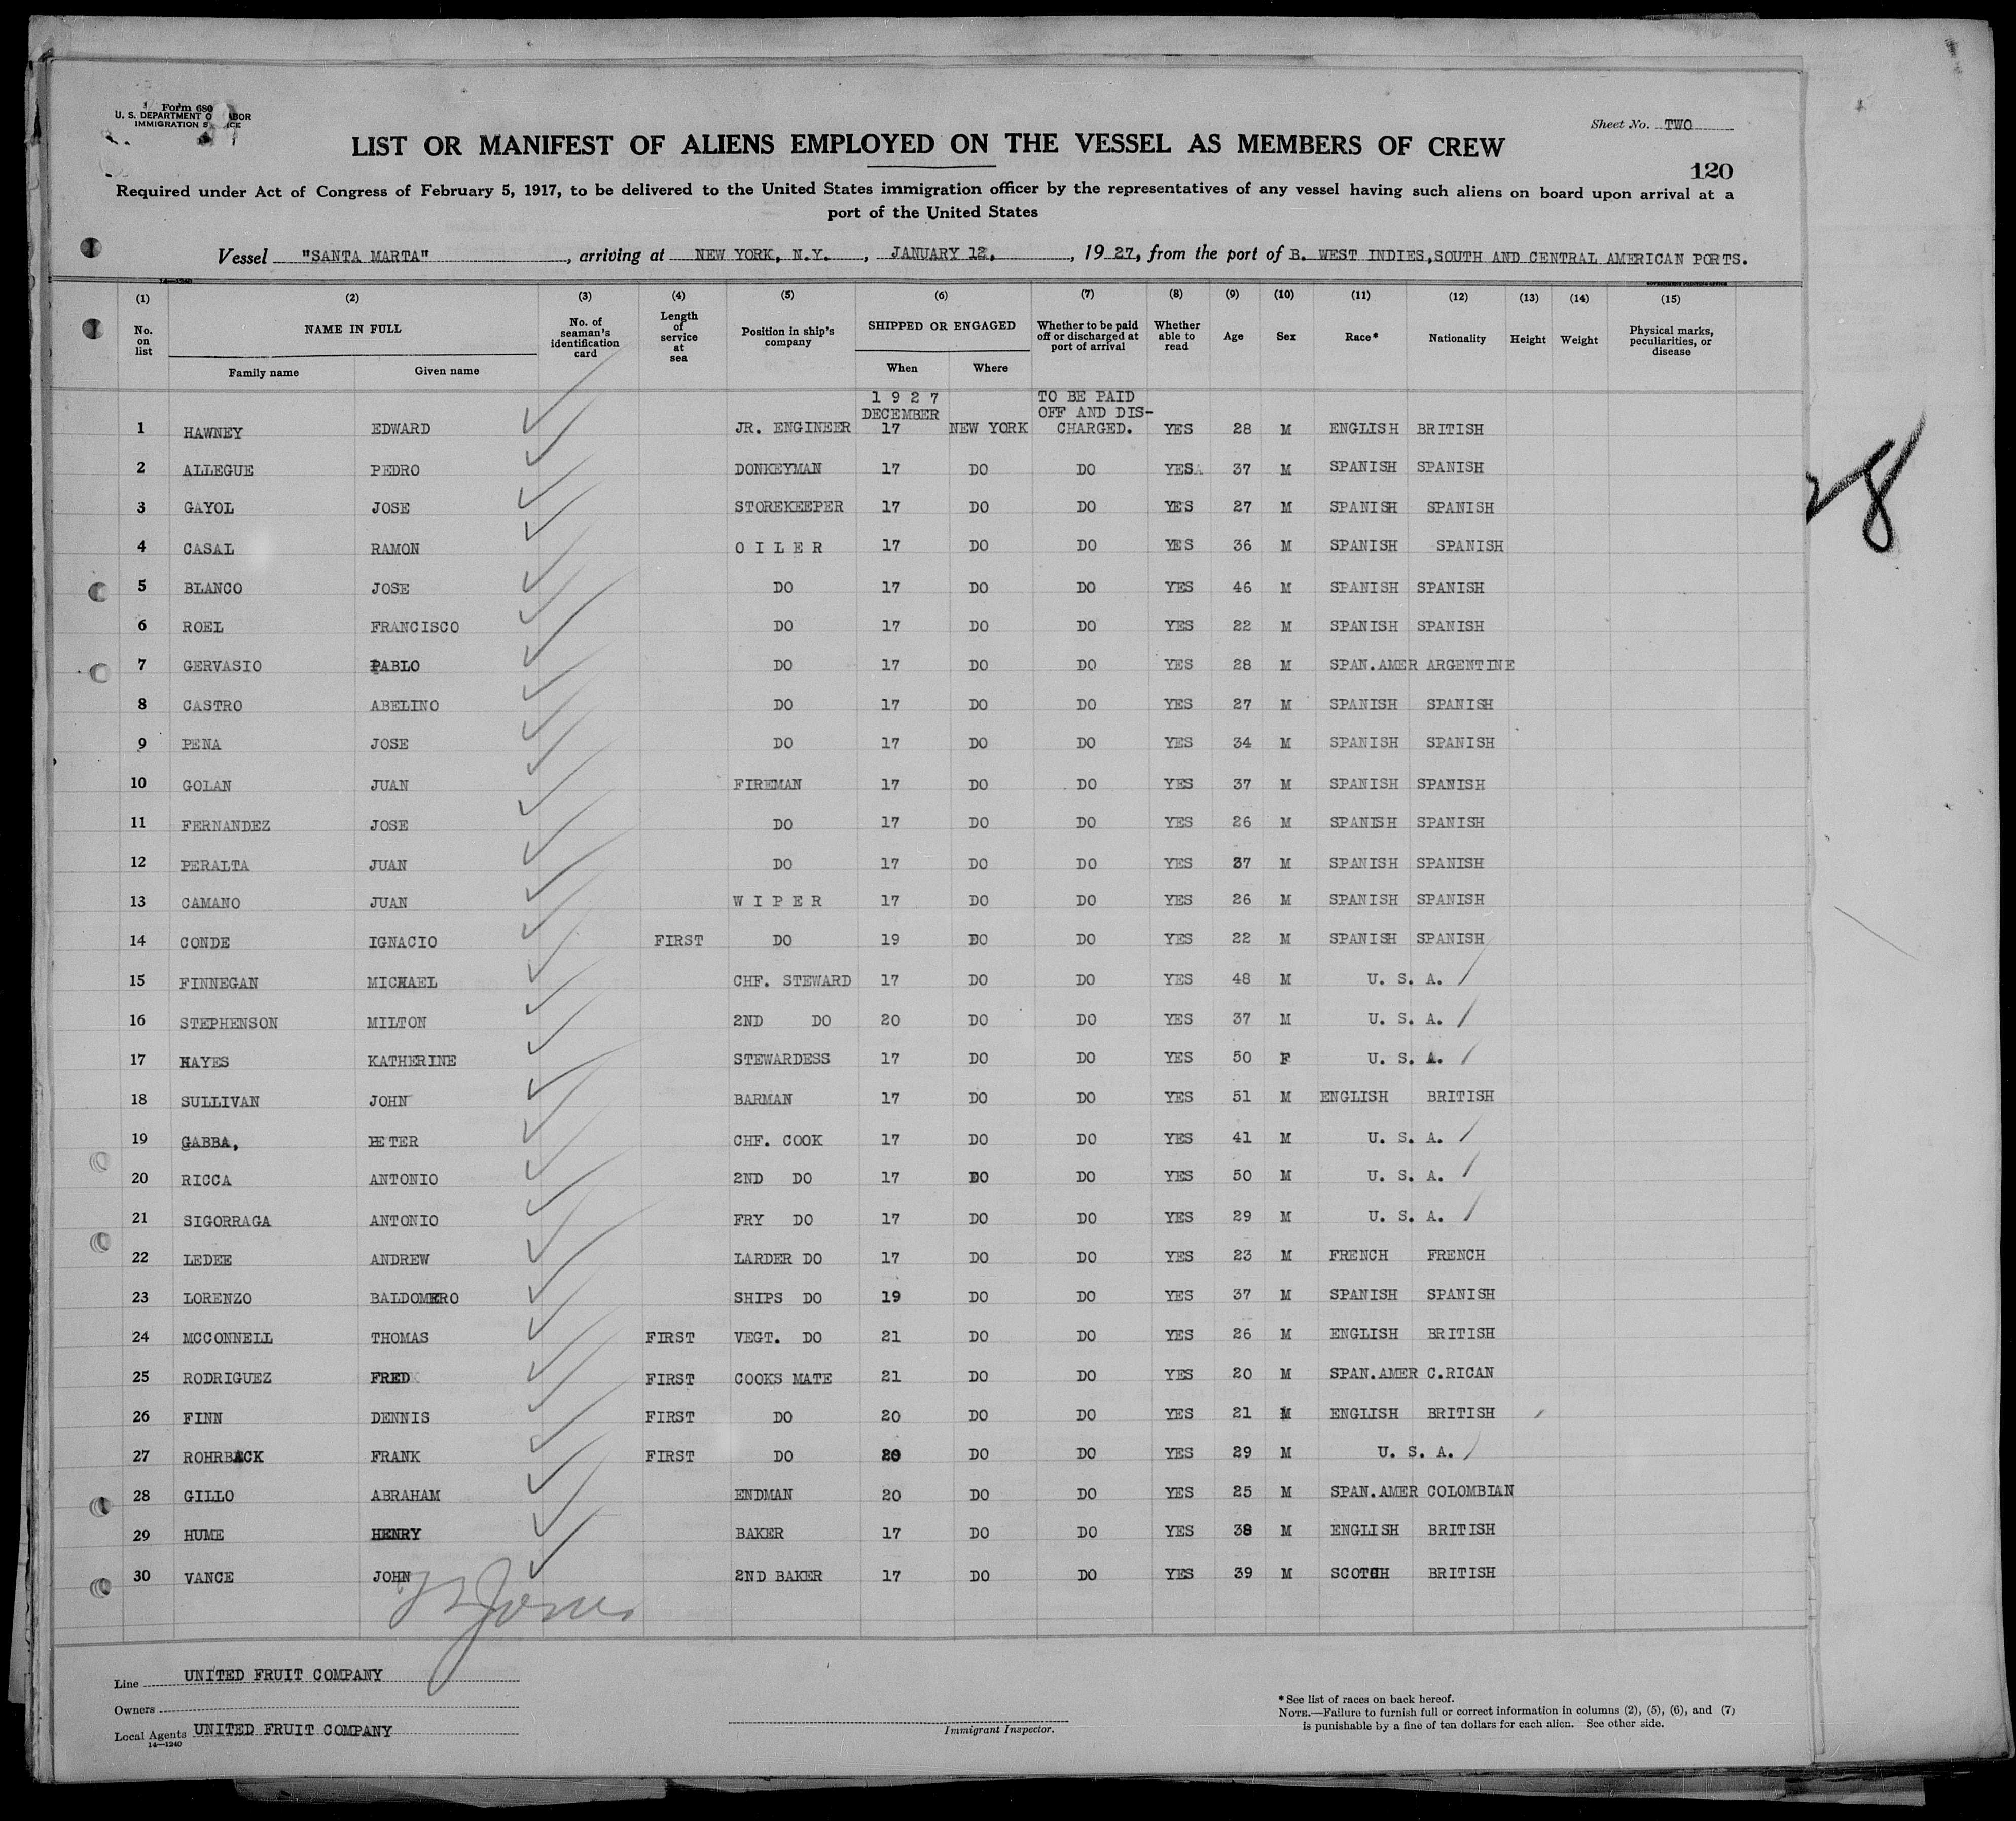 Form 680
U. S. DEPARTMENT OF LABOR
IMMIGRATION SERVICE
Sheet No. TWO
LIST OR MANIFEST OF ALIENS EMPLOYED ON THE VESSEL AS MEMBERS OF CREW
120
Required under Act of Congress of February 5, 1917, to be delivered to the United States immigration officer by the representatives of any vessel having such aliens on board upon arrival at a
port of the United States
Vessel "SANTA MARTA", arriving at NEW YORK, N.Y., JANUARY 12, 1927, from the port of B. WEST INDIES, SOUTH AND CENTRAL AMERICAN PORTS.
14—1240 GOVERNMENT PRINTING OFFICE
(1) (2) (3) (4) (5) (6) (7) (8) (9) (10) (11) (12) (13) (14) (15)
No. on list NAME IN FULL No. of seaman's identification card Length of service at sea Position in ship's company SHIPPED OR ENGAGED Whether to be paid off or discharged at port of arrival Whether able to read Age Sex Race* Nationality Height Weight Physical marks, peculiarities, or disease
Family name Given name When Where
1 9 2 7 TO BE PAID
DECEMBER OFF AND DIS-
1 HAWNEY EDWARD JR. ENGINEER 17 NEW YORK CHARGED. YES 28 M ENGLISH BRITISH
2 ALLEGUE PEDRO DONKEYMAN 17 DO DO YES 37 M SPANISH SPANISH
3 GAYOL JOSE STOREKEEPER 17 DO DO YES 27 M SPANISH SPANISH
4 CASAL RAMON O I L E R 17 DO DO YES 36 M SPANISH SPANISH
5 BLANCO JOSE DO 17 DO DO YES 46 M SPANISH SPANISH
6 ROEL FRANCISCO DO 17 DO DO YES 22 M SPANISH SPANISH
7 GERVASIO PABLO DO 17 DO DO YES 28 M SPAN.AMER ARGENTINE
8 CASTRO ABELINO DO 17 DO DO YES 27 M SPANISH SPANISH
9 PENA JOSE DO 17 DO DO YES 34 M SPANISH SPANISH
10 GOLAN JUAN FIREMAN 17 DO DO YES 37 M SPANISH SPANISH
11 FERNANDEZ JOSE DO 17 DO DO YES 26 M SPANISH SPANISH
12 PERALTA JUAN DO 17 DO DO YES 37 M SPANISH SPANISH
13 CAMANO JUAN W I P E R 17 DO DO YES 26 M SPANISH SPANISH
14 CONDE IGNACIO FIRST DO 19 DO DO YES 22 M SPANISH SPANISH
15 FINNEGAN MICHAEL CHF. STEWARD 17 DO DO YES 48 M U. S. A.
16 STEPHENSON MILTON 2ND DO 20 DO DO YES 37 M U. S. A.
17 HAYES KATHERINE STEWARDESS 17 DO DO YES 50 F U. S. A.
18 SULLIVAN JOHN BARMAN 17 DO DO YES 51 M ENGLISH BRITISH
19 GABBA, PETER CHF. COOK 17 DO DO YES 41 M U. S. A.
20 RICCA ANTONIO 2ND DO 17 DO DO YES 50 M U. S. A.
21 SIGORRAGA ANTONIO FRY DO 17 DO DO YES 29 M U. S. A.
22 LEDEE ANDREW LARDER DO 17 DO DO YES 23 M FRENCH FRENCH
23 LORENZO BALDOMERO SHIPS DO 19 DO DO YES 37 M SPANISH SPANISH
24 MCCONNELL THOMAS FIRST VEGT. DO 21 DO DO YES 26 M ENGLISH BRITISH
25 RODRIGUEZ FRED FIRST COOKS MATE 21 DO DO YES 20 M SPAN.AMER C.RICAN
26 FINN DENNIS FIRST DO 20 DO DO YES 21 M ENGLISH BRITISH
27 ROHRBACK FRANK FIRST DO 20 DO DO YES 29 M U. S. A.
28 GILLO ABRAHAM ENDMAN 20 DO DO YES 25 M SPAN.AMER COLOMBIAN
29 HUME HENRY BAKER 17 DO DO YES 38 M ENGLISH BRITISH
30 VANCE JOHN 2ND BAKER 17 DO DO YES 39 M SCOTCH BRITISH
Jones
28
Line UNITED FRUIT COMPANY
Owners
Local Agents UNITED FRUIT COMPANY
14—1240
Immigrant Inspector.
*See list of races on back hereof.
NOTE.—Failure to furnish full or correct information in columns (2), (5), (6), and (7)
is punishable by a fine of ten dollars for each alien. See other side.